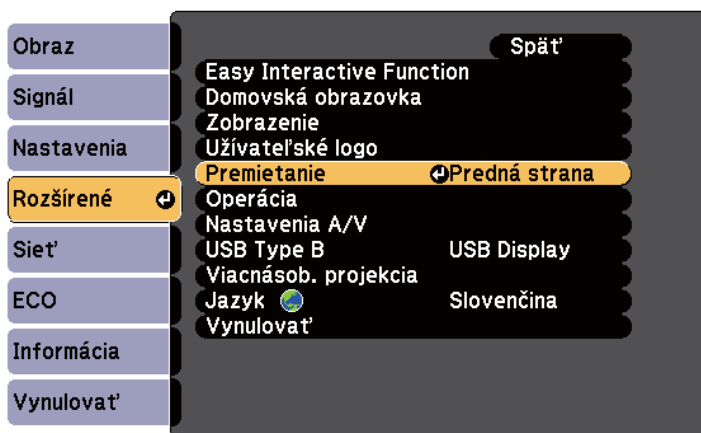 Obraz
Signál
Nastavenia
Rozšírené
Sieť
ECO
Informácia
Vynulovať
Späť
Easy Interactive Function
Domovská obrazovka
Zobrazenie
Užívateľské logo
Premietanie Predná strana
Operácia
Nastavenia A/V
USB Type B USB Display
Viacnásob. projekcia
Jazyk Slovenčina
Vynulovať